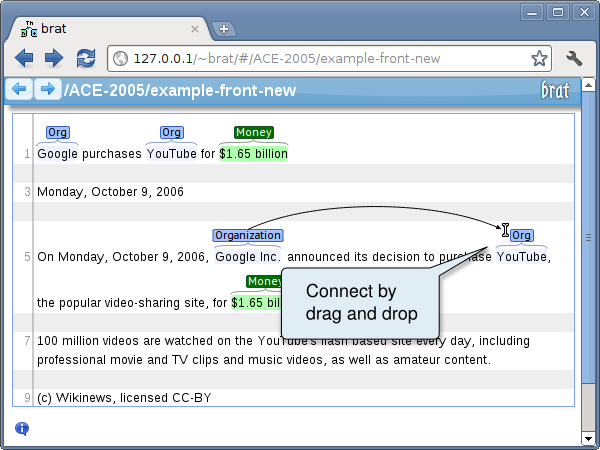 brat
127.0.0.1/~brat/#/ACE-2005/example-front-new
/ACE-2005/example-front-new
brat
Org Org Money
1 Google purchases YouTube for $1.65 billion
3 Monday, October 9, 2006
Organization Org
5 On Monday, October 9, 2006, Google Inc. announced its decision to purchase YouTube,
Money
the popular video-sharing site, for $1.65 bil
Connect by
drag and drop
7 100 million videos are watched on the YouTube's flash based site every day, including
professional movie and TV clips and music videos, as well as amateur content.
9 (c) Wikinews, licensed CC-BY